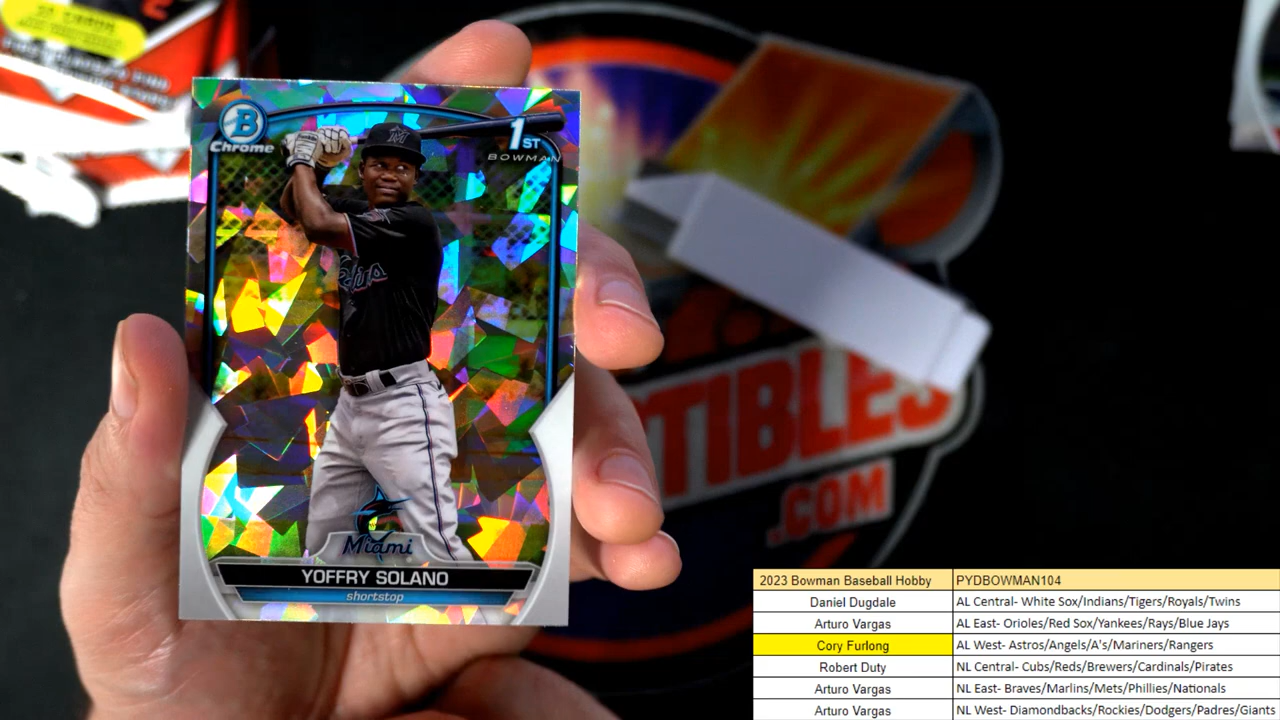 B
Chrome
1ST
BOWMAN
Miami
YOFFRY SOLANO
shortstop
TIBLES
.COM
2023 Bowman Baseball Hobby PYDBOWMAN104
Daniel Dugdale AL Central- White Sox/Indians/Tigers/Royals/Twins
Arturo Vargas AL East- Orioles/Red Sox/Yankees/Rays/Blue Jays
Cory Furlong AL West- Astros/Angels/A's/Mariners/Rangers
Robert Duty NL Central- Cubs/Reds/Brewers/Cardinals/Pirates
Arturo Vargas NL East- Braves/Marlins/Mets/Phillies/Nationals
Arturo Vargas NL West- Diamondbacks/Rockies/Dodgers/Padres/Giants